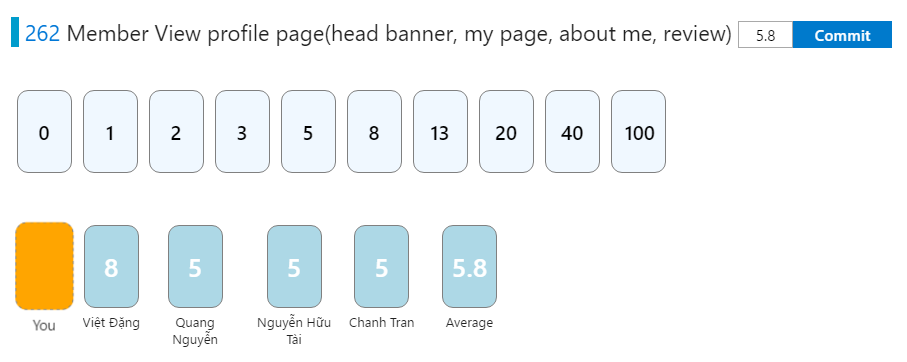 262 Member View profile page(head banner, my page, about me, review) 5.8 Commit
0 1 2 3 5 8 13 20 40 100
8 5 5 5 5.8
You Việt Đặng Quang Nguyễn Nguyễn Hữu Tài Chanh Tran Average